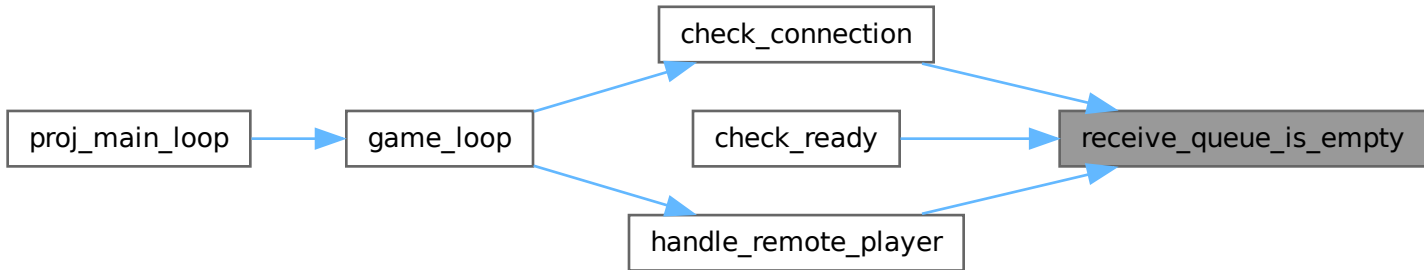 check_connection
proj_main_loop
game_loop
check_ready
receive_queue_is_empty
handle_remote_player